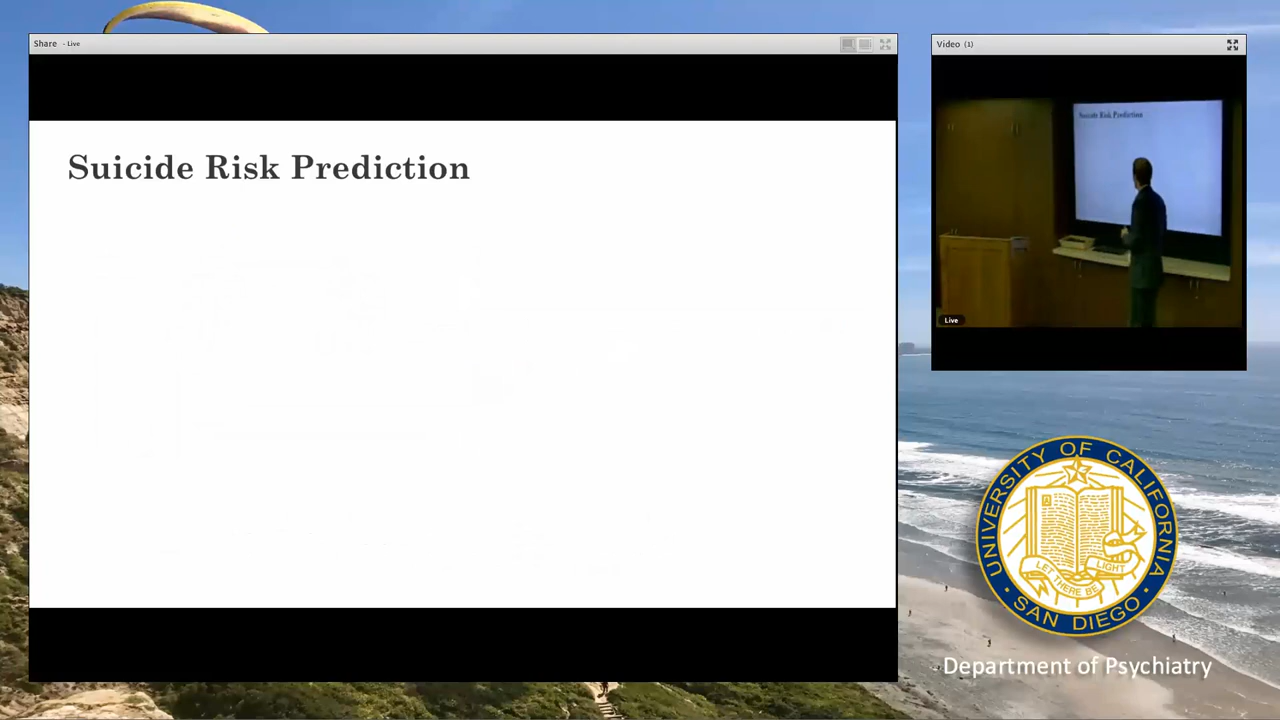 Share - Live
Suicide Risk Prediction
Video (1)
Suicide Risk Prediction
Live
UNIVERSITY OF CALIFORNIA
LET THERE BE LIGHT
· SAN DIEGO ·
Department of Psychiatry